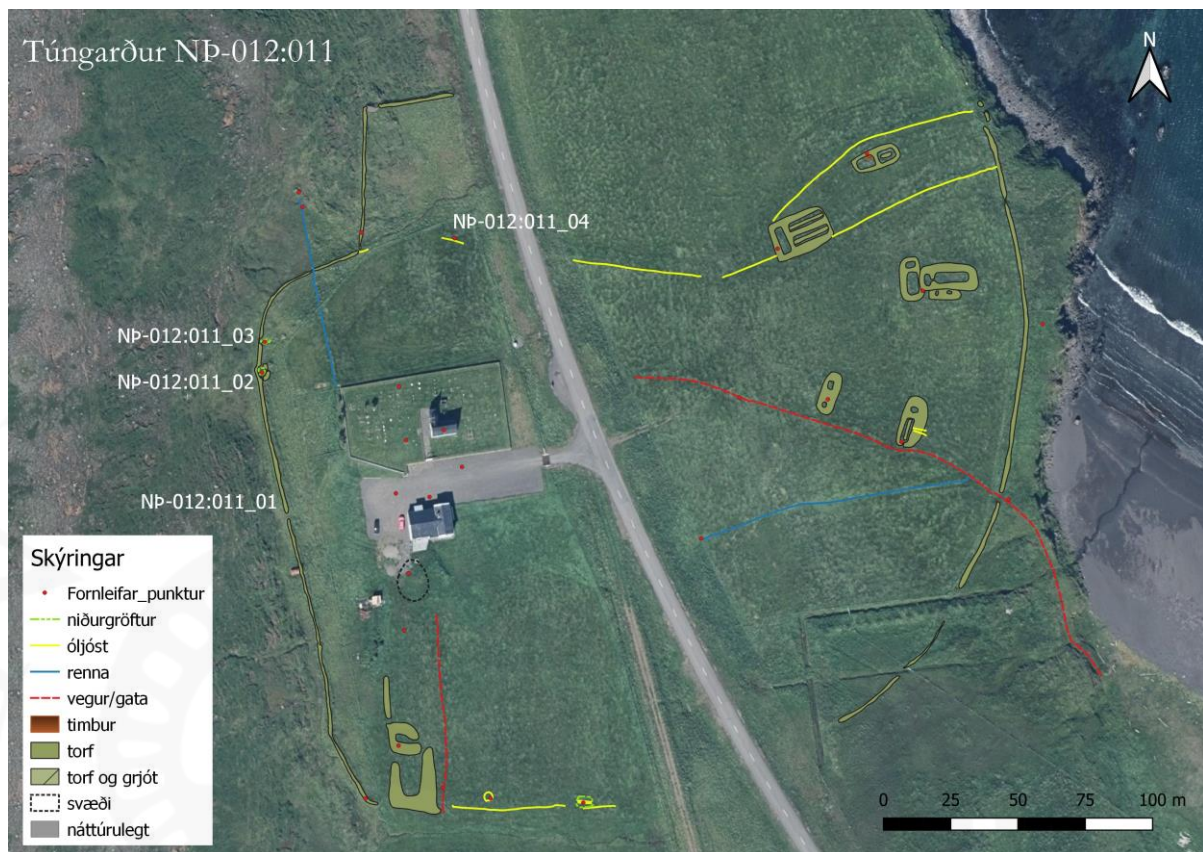 Túngarður NÞ-012:011
N
NÞ-012:011_04
NÞ-012:011_03
NÞ-012:011_02
NÞ-012:011_01
Skýringar
Fornleifar_punktur
niðurgröftur
óljóst
renna
vegur/gata
timbur
torf
torf og grjót
svæði
náttúrulegt
0 25 50 75 100 m